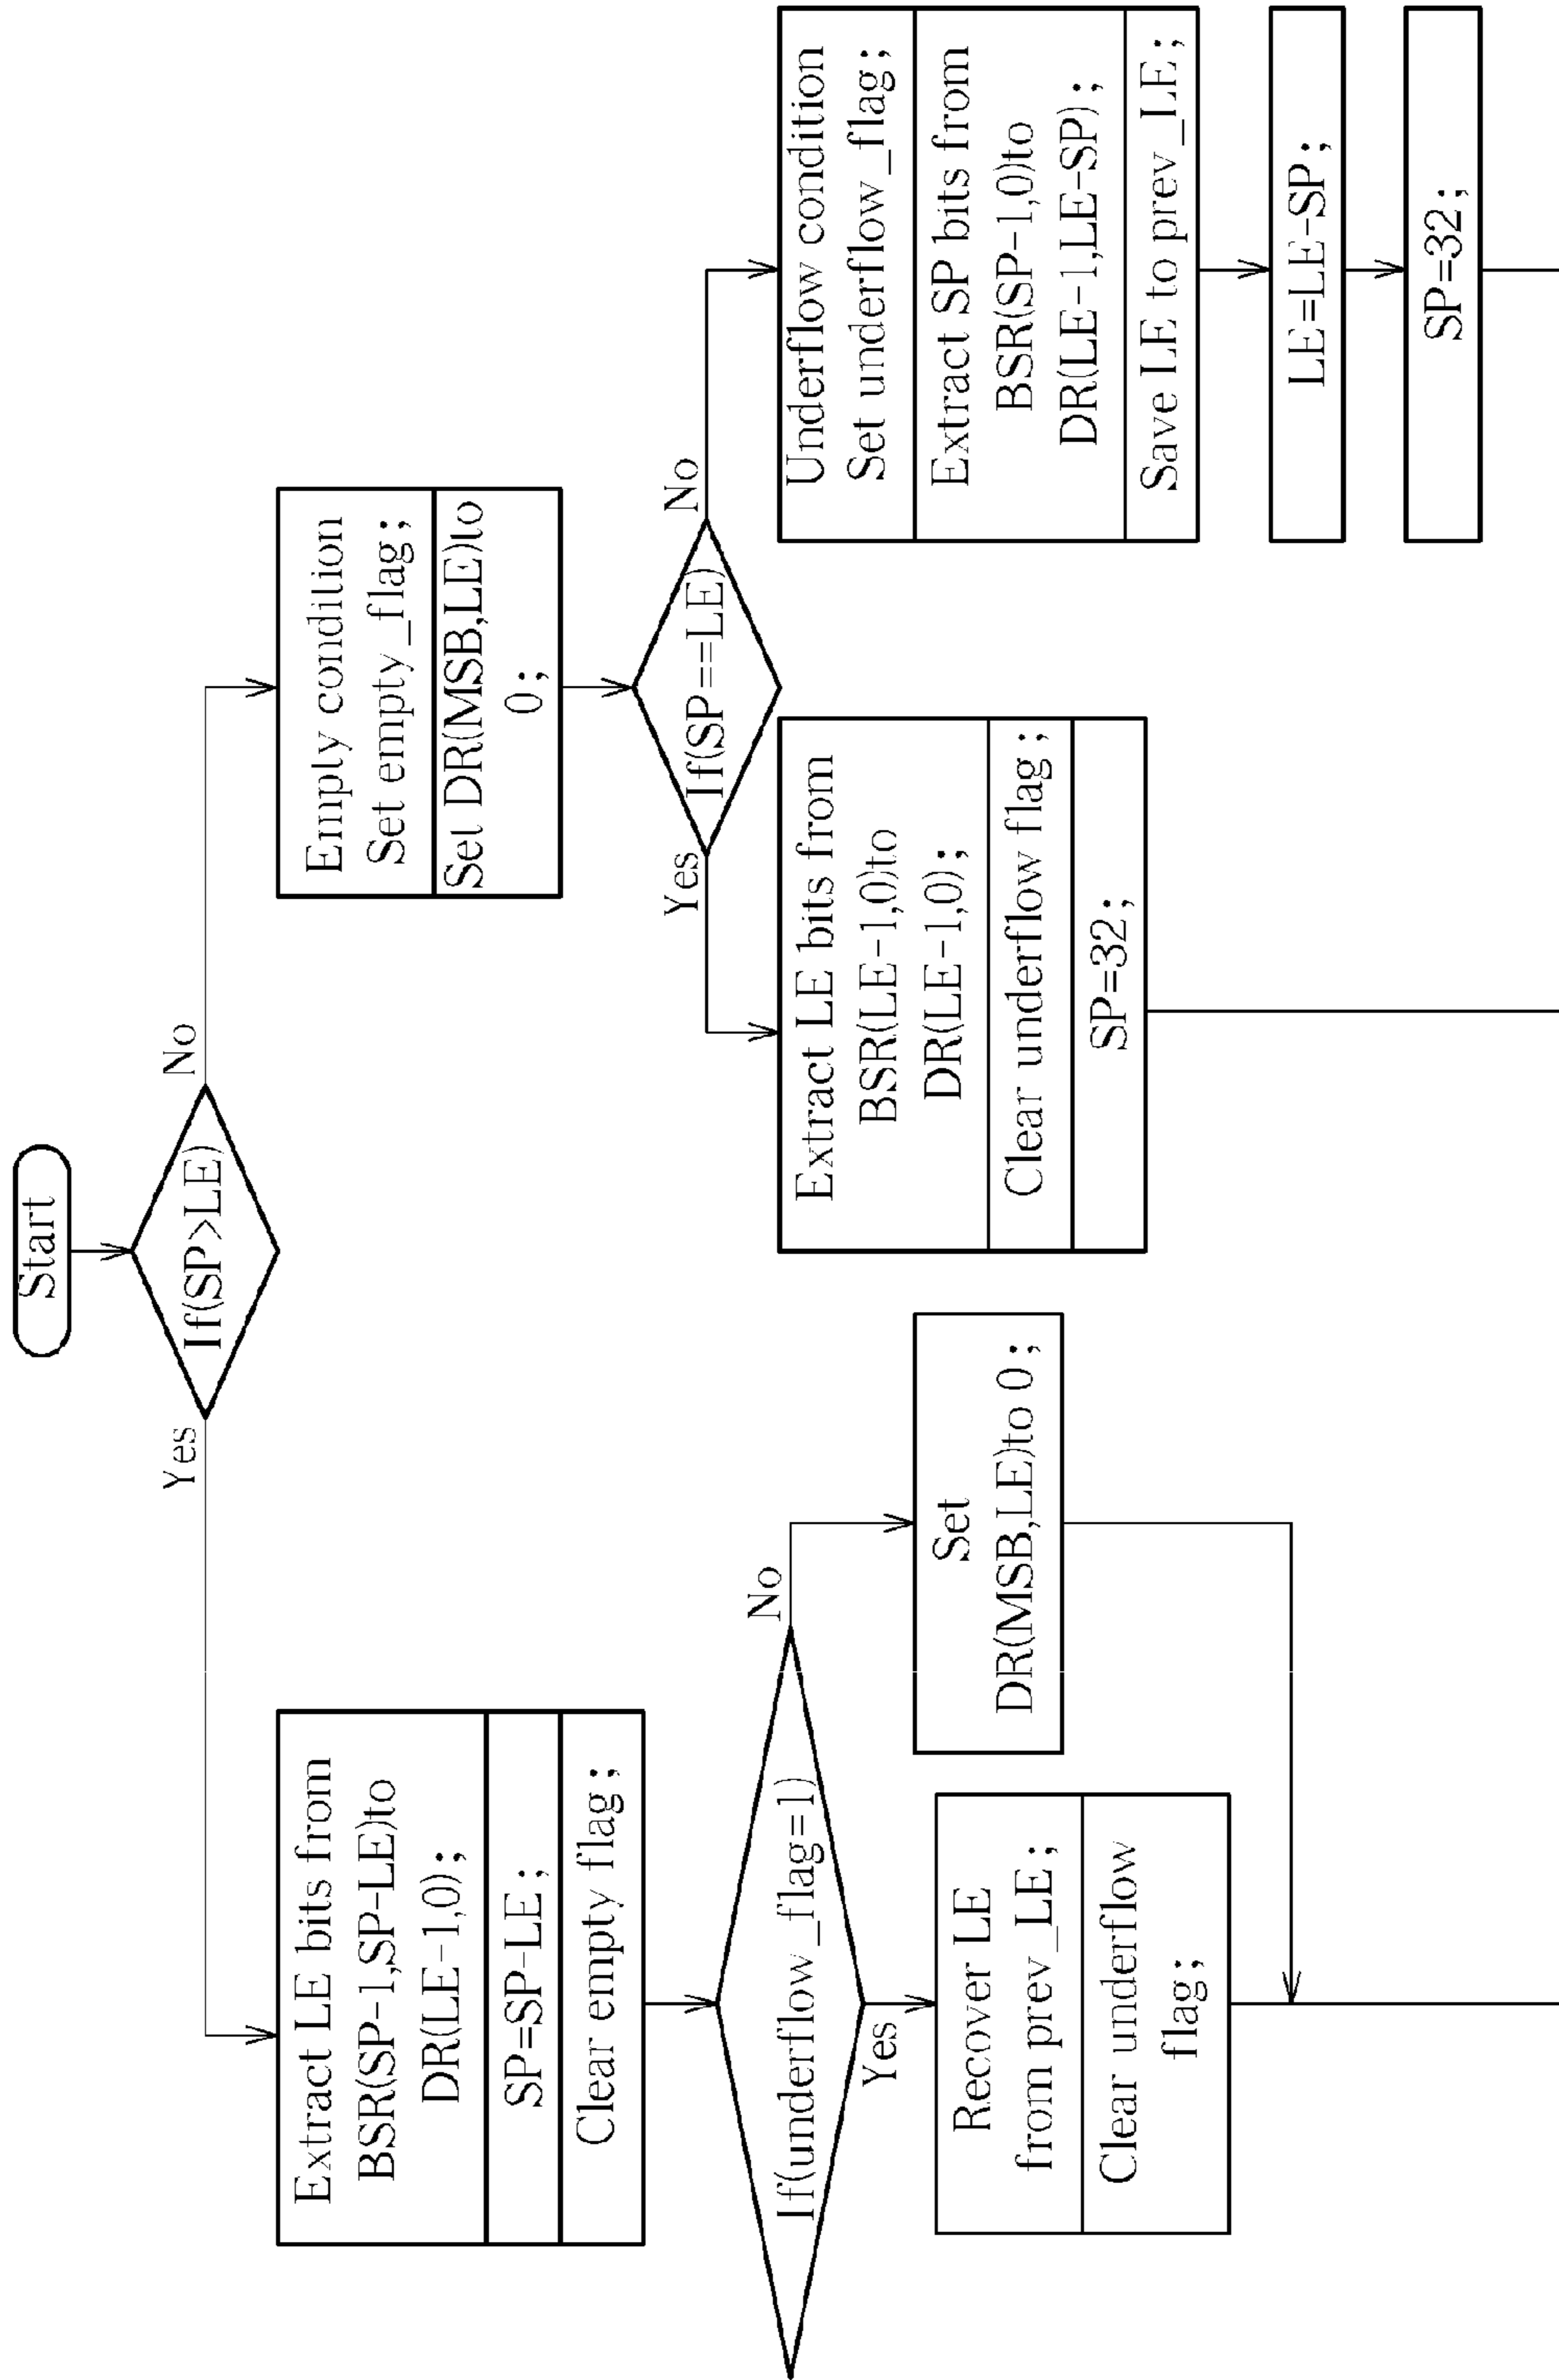 Start
If(SP>LE)
Yes
No
Extract LE bits from
BSR(SP-1,SP-LE)to
DR(LE-1,0);
SP=SP-LE;
Clear empty flag;
If(underflow_flag=1)
Yes
No
Recover LE
from prev_LE;
Clear underflow
flag;
Set
DR(MSB,LE)to 0;
Empty condition
Set empty_flag;
Set DR(MSB,LE)to
0;
If(SP==LE)
Yes
No
Extract LE bits from
BSR(LE-1,0)to
DR(LE-1,0);
Clear underflow flag;
SP=32;
Underflow condition
Set underflow_flag;
Extract SP bits from
BSR(SP-1,0)to
DR(LE-1,LE-SP);
Save LE to prev_LE;
LE=LE-SP;
SP=32;